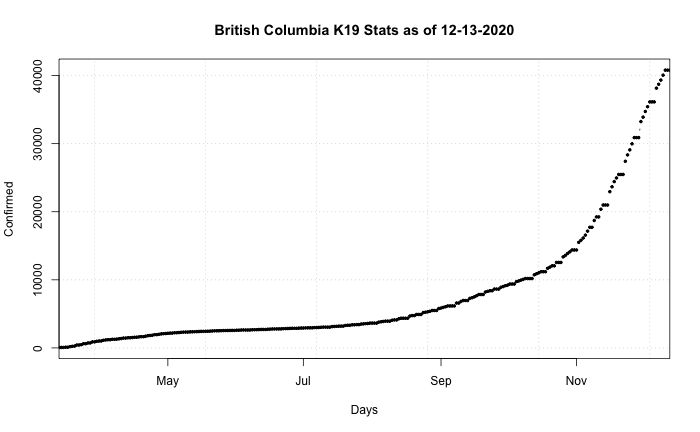 British Columbia K19 Stats as of 12-13-2020
40000
30000
20000
10000
0
Confirmed
May Jul Sep Nov
Days